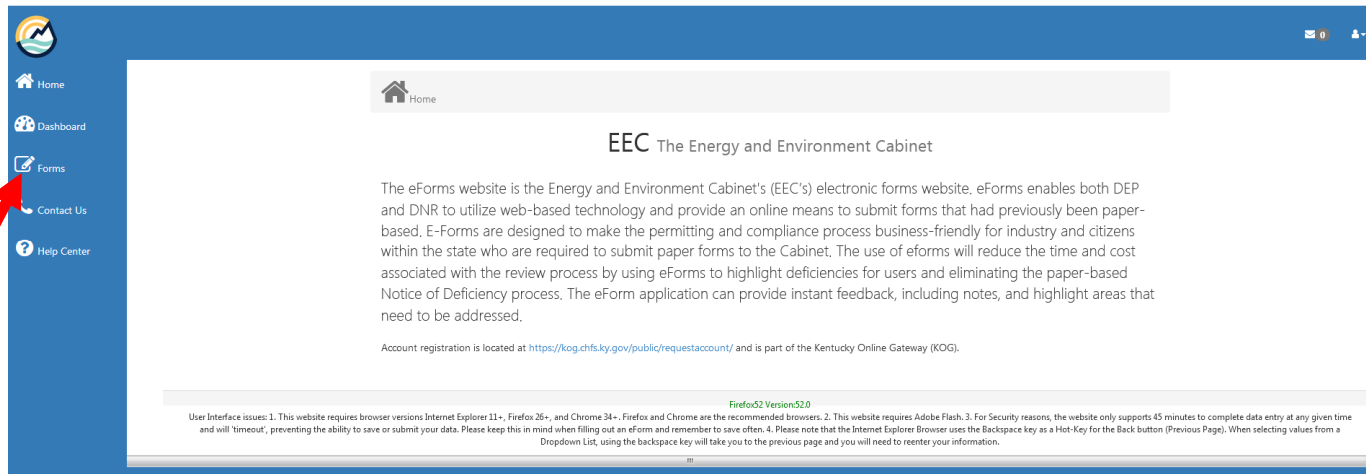 0
Home
Dashboard
Forms
Contact Us
Help Center
Home
EEC The Energy and Environment Cabinet
The eForms website is the Energy and Environment Cabinet's (EEC's) electronic forms website. eForms enables both DEP
and DNR to utilize web-based technology and provide an online means to submit forms that had previously been paper-
based. E-Forms are designed to make the permitting and compliance process business-friendly for industry and citizens
within the state who are required to submit paper forms to the Cabinet. The use of eforms will reduce the time and cost
associated with the review process by using eForms to highlight deficiencies for users and eliminating the paper-based
Notice of Deficiency process. The eForm application can provide instant feedback, including notes, and highlight areas that
need to be addressed.
Account registration is located at https://kog.chfs.ky.gov/public/requestaccount/ and is part of the Kentucky Online Gateway (KOG).
Firefox52 Version:52.0
User Interface issues: 1. This website requires browser versions Internet Explorer 11+, Firefox 26+, and Chrome 34+. Firefox and Chrome are the recommended browsers. 2. This website requires Adobe Flash. 3. For Security reasons, the website only supports 45 minutes to complete data entry at any given time
and will 'timeout', preventing the ability to save or submit your data. Please keep this in mind when filling out an eForm and remember to save often. 4. Please note that the Internet Explorer Browser uses the Backspace key as a Hot-Key for the Back button (Previous Page). When selecting values from a
Dropdown List, using the backspace key will take you to the previous page and you will need to reenter your information.